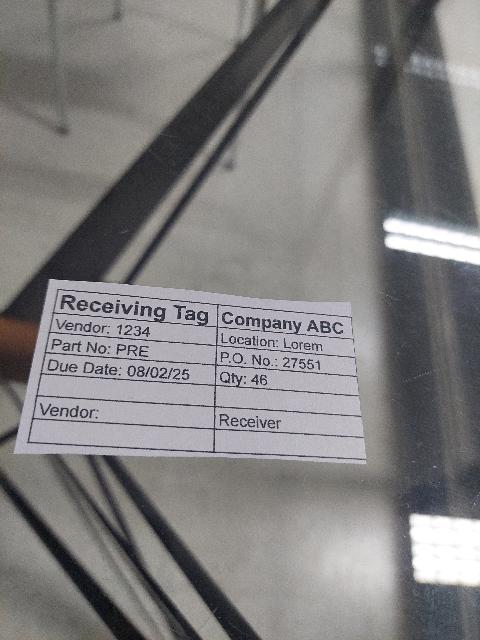 Receiving Tag
Company ABC
Vendor: 1234
Location: Lorem
Part No: PRE
P.O. No.: 27551
Due Date: 08/02/25
Qty: 46
Vendor:
Receiver